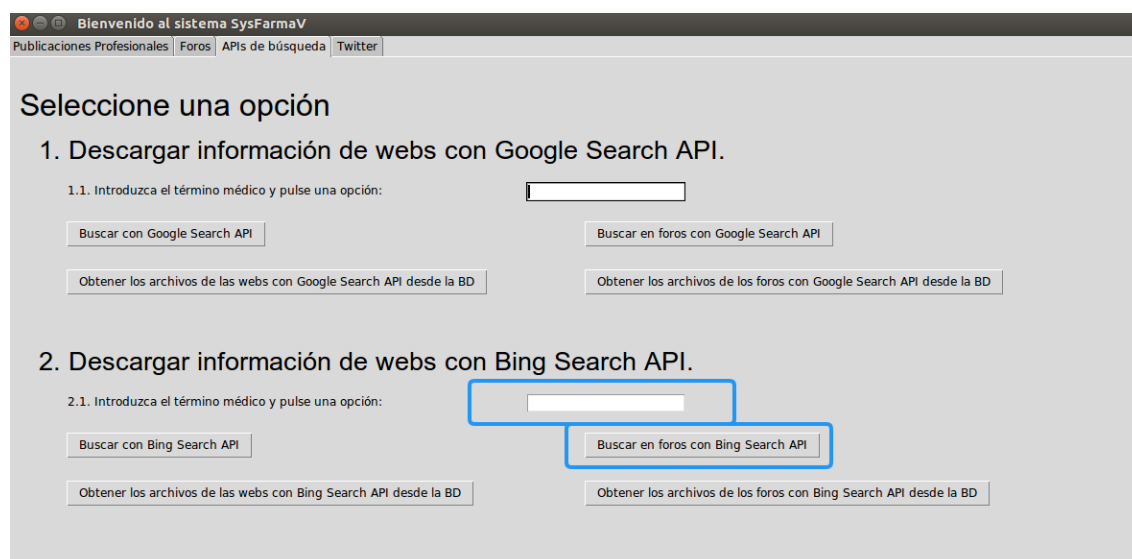 Bienvenido al sistema SysFarmaV
Publicaciones Profesionales Foros APIs de búsqueda Twitter
Seleccione una opción
1. Descargar información de webs con Google Search API.
1.1. Introduzca el término médico y pulse una opción:
Buscar con Google Search API Buscar en foros con Google Search API
Obtener los archivos de las webs con Google Search API desde la BD Obtener los archivos de los foros con Google Search API desde la BD
2. Descargar información de webs con Bing Search API.
2.1. Introduzca el término médico y pulse una opción:
Buscar con Bing Search API Buscar en foros con Bing Search API
Obtener los archivos de las webs con Bing Search API desde la BD Obtener los archivos de los foros con Bing Search API desde la BD